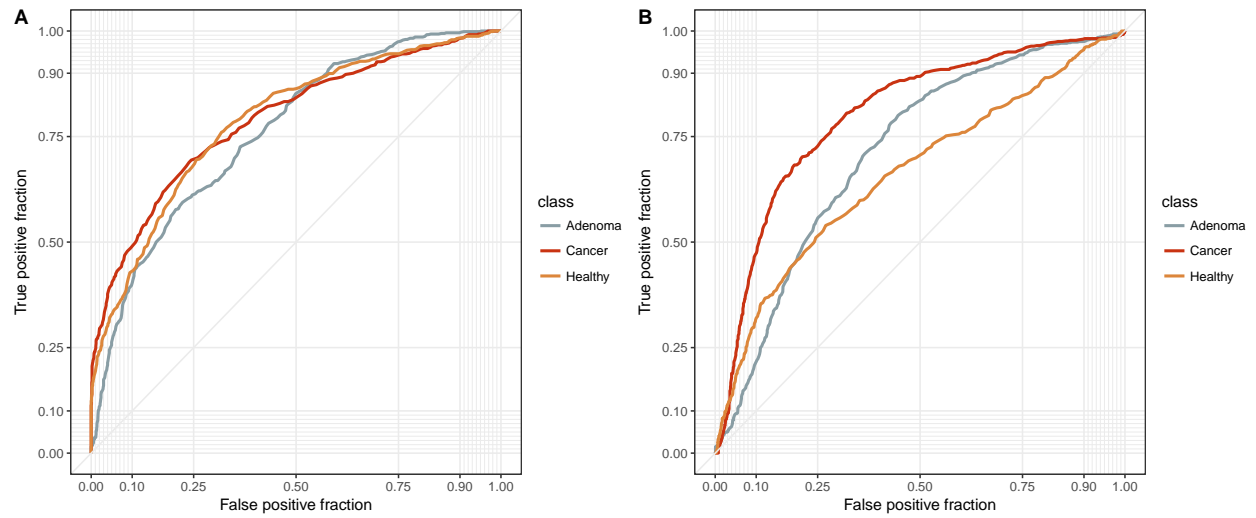 A
1.00
0.90
0.75
0.50
0.25
0.10
0.00
True positive fraction
0.00 0.10 0.25 0.50 0.75 0.90 1.00
False positive fraction
class
Adenoma
Cancer
Healthy
B
1.00
0.90
0.75
0.50
0.25
0.10
0.00
True positive fraction
0.00 0.10 0.25 0.50 0.75 0.90 1.00
False positive fraction
class
Adenoma
Cancer
Healthy